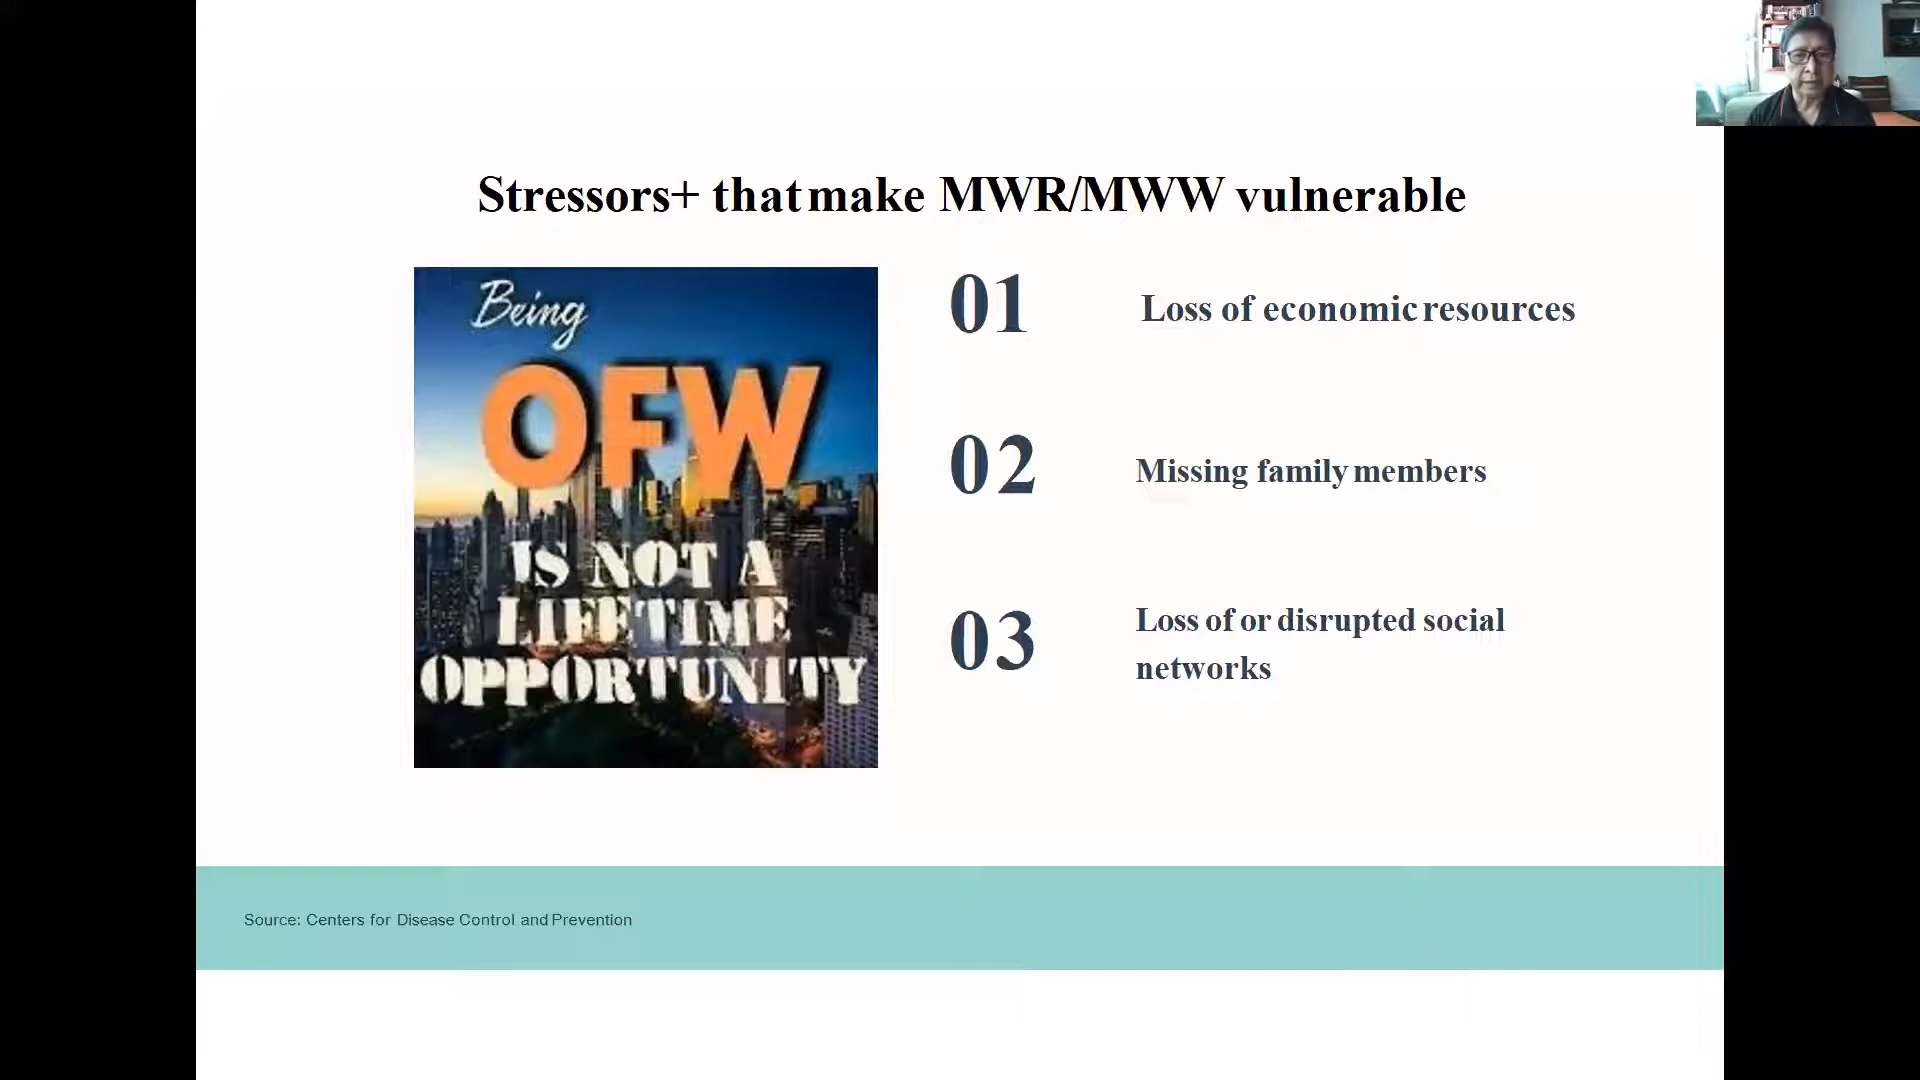 Stressors+ that make MWR/MWW vulnerable
Being
OFW
IS NOT A
LIFETIME
OPPORTUNITY
01
Loss of economic resources
02
Missing family members
03
Loss of or disrupted social
networks
Source: Centers for Disease Control and Prevention